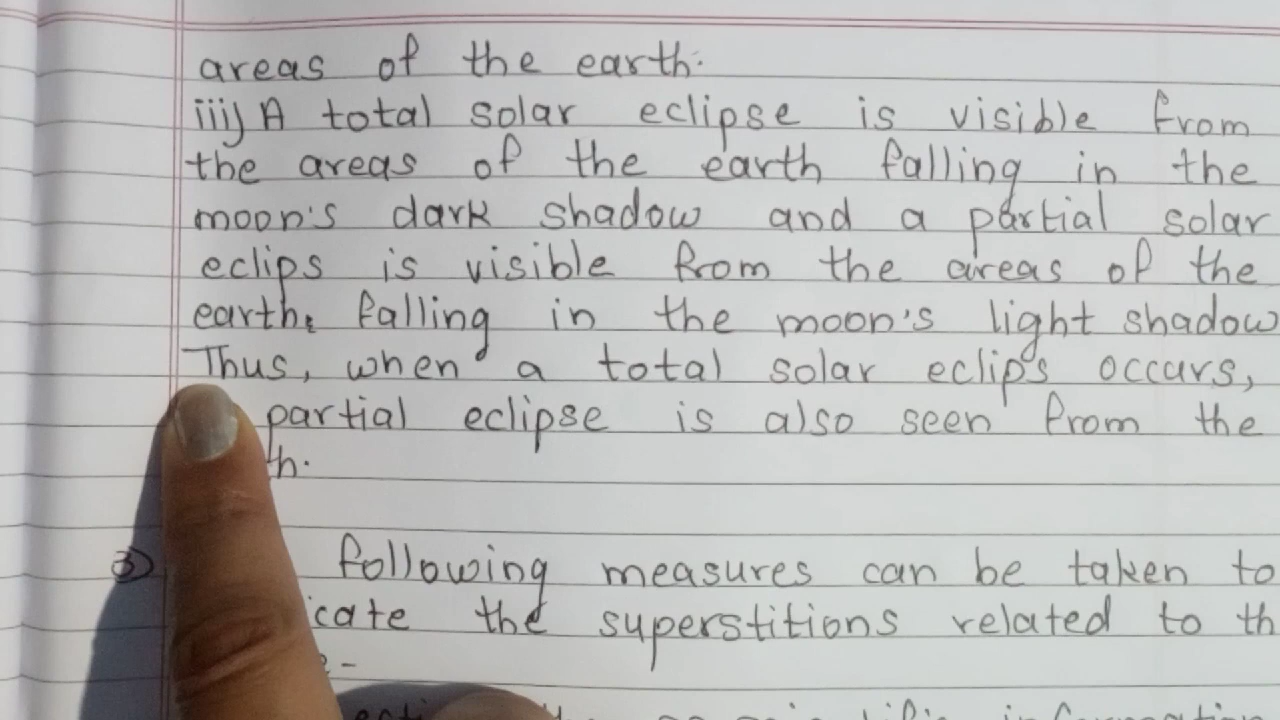 areas of the earth.
iii) A total solar eclipse is visible from
the areas of the earth falling in the
moon's dark shadow and a partial solar
eclips is visible from the areas of the
earth. falling in the moon's light shadow
Thus, when a total solar eclips occurs,
partial eclipse is also seen from the
th.
3) following measures can be taken to
icate the superstitions related to th
-